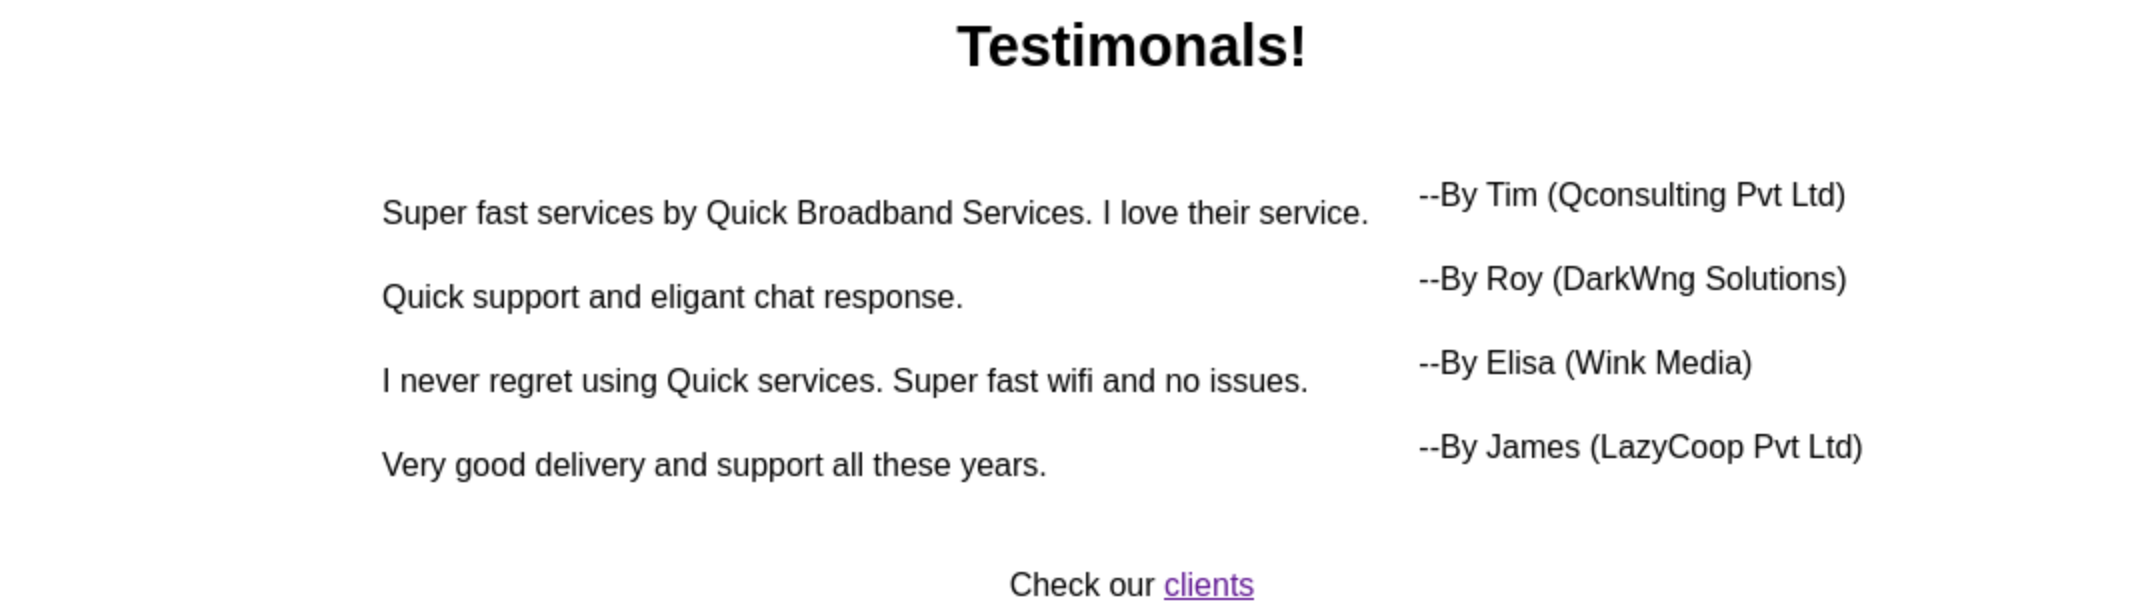 Testimonals!
Super fast services by Quick Broadband Services. I love their service. --By Tim (Qconsulting Pvt Ltd)
Quick support and eligant chat response. --By Roy (DarkWng Solutions)
I never regret using Quick services. Super fast wifi and no issues. --By Elisa (Wink Media)
Very good delivery and support all these years. --By James (LazyCoop Pvt Ltd)
Check our clients